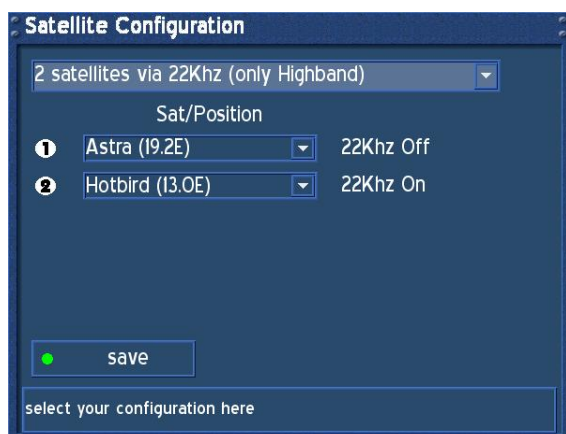 Satellite Configuration
2 satellites via 22Khz (only Highband)
Sat/Position
1 Astra (19.2E) 22Khz Off
2 Hotbird (13.0E) 22Khz On
save
select your configuration here